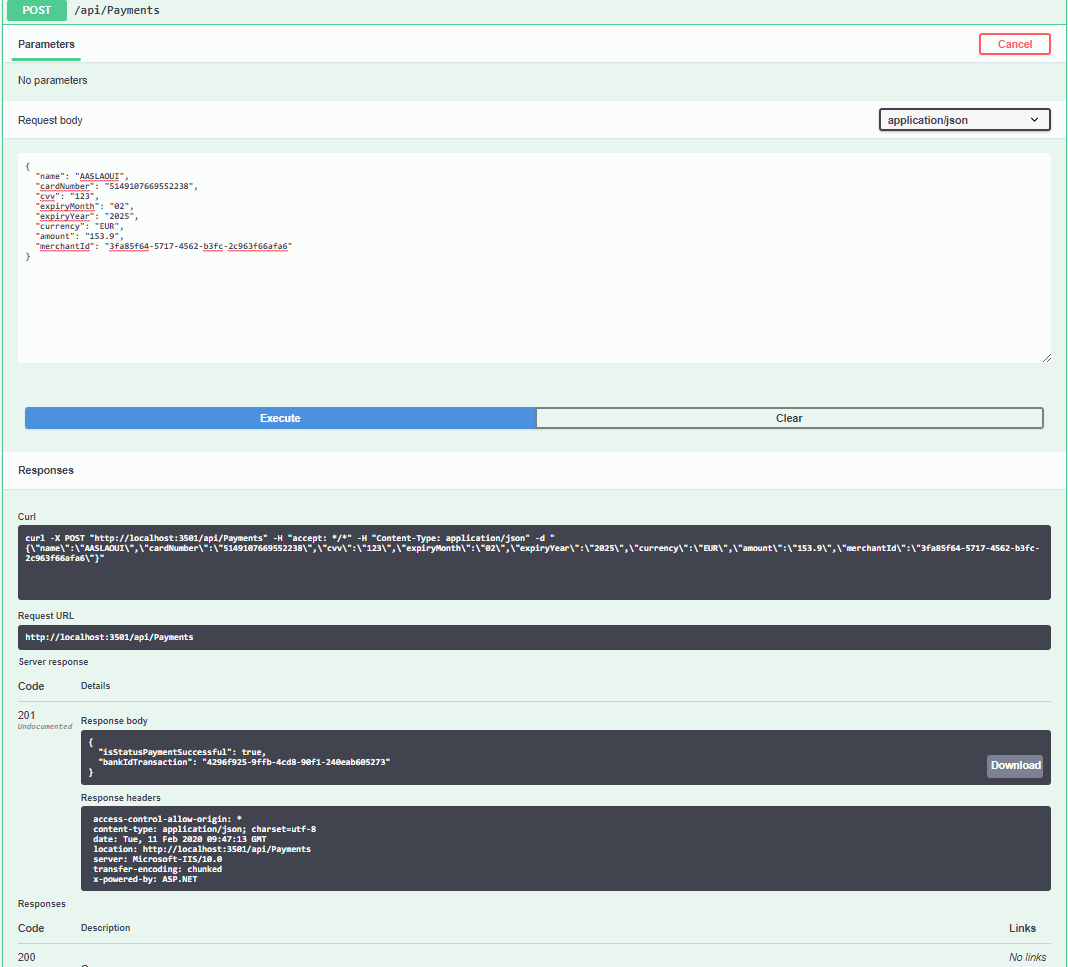 POST /api/Payments
Parameters
Cancel
No parameters
Request body
application/json
{
"name": "AASLAOUI",
"cardNumber": "5149107669552238",
"cvv": "123",
"expiryMonth": "02",
"expiryYear": "2025",
"currency": "EUR",
"amount": "153.9",
"merchantId": "3fa85f64-5717-4562-b3fc-2c963f66afa6"
}
Execute
Clear
Responses
Curl
curl -X POST "http://localhost:3501/api/Payments" -H "accept: */*" -H "Content-Type: application/json" -d "
{\"name\":\"AASLAOUI\",\"cardNumber\":\"5149107669552238\",\"cvv\":\"123\",\"expiryMonth\":\"02\",\"expiryYear\":\"2025\",\"currency\":\"EUR\",\"amount\":\"153.9\",\"merchantId\":\"3fa85f64-5717-4562-b3fc-
2c963f66afa6\"}"
Request URL
http://localhost:3501/api/Payments
Server response
Code Details
201
Undocumented
Response body
{
"isStatusPaymentSuccessful": true,
"bankIdTransaction": "4296f925-9ffb-4cd8-90f1-240eab605273"
}
Download
Response headers
access-control-allow-origin: *
content-type: application/json; charset=utf-8
date: Tue, 11 Feb 2020 09:47:13 GMT
location: http://localhost:3501/api/Payments
server: Microsoft-IIS/10.0
transfer-encoding: chunked
x-powered-by: ASP.NET
Responses
Code Description Links
200 No links